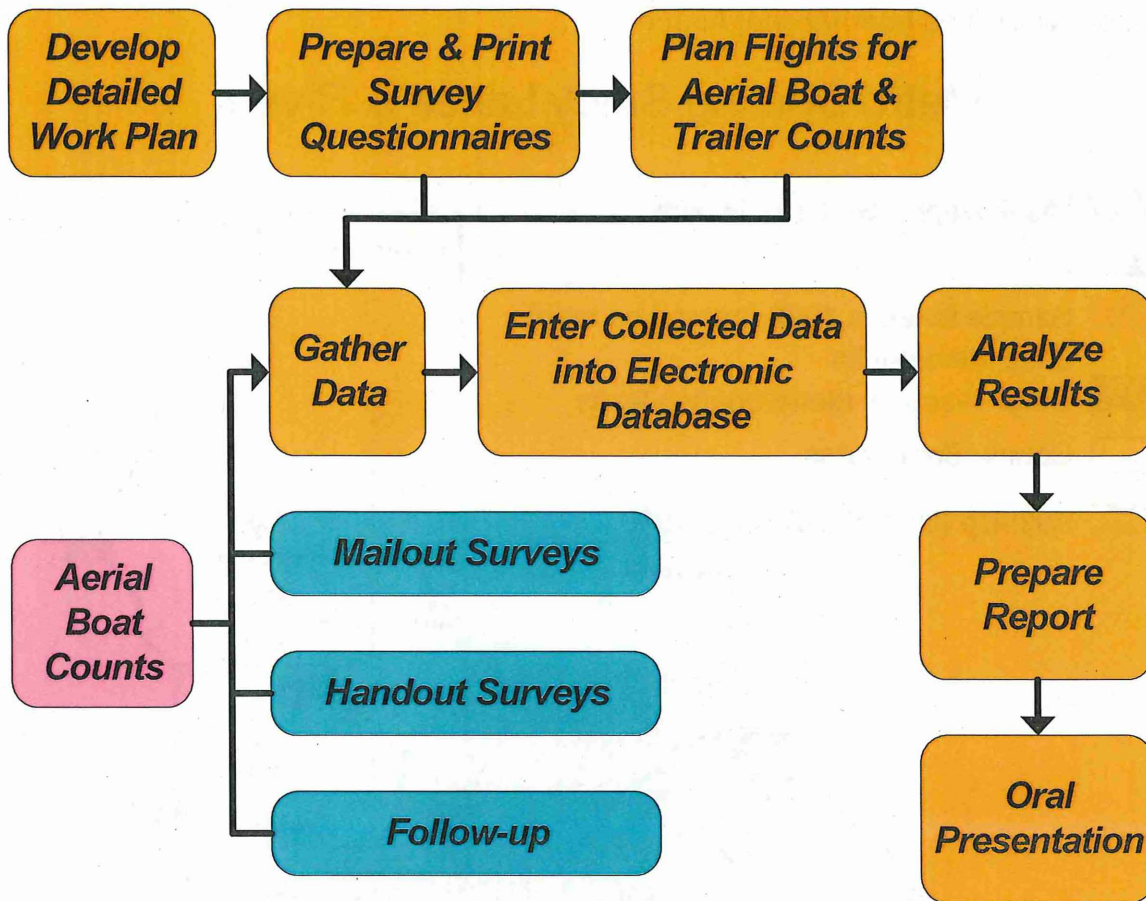 Develop
Detailed
Work Plan
Prepare & Print
Survey
Questionnaires
Plan Flights for
Aerial Boat &
Trailer Counts
Gather
Data
Enter Collected Data
into Electronic
Database
Analyze
Results
Aerial
Boat
Counts
Mailout Surveys
Handout Surveys
Follow-up
Prepare
Report
Oral
Presentation